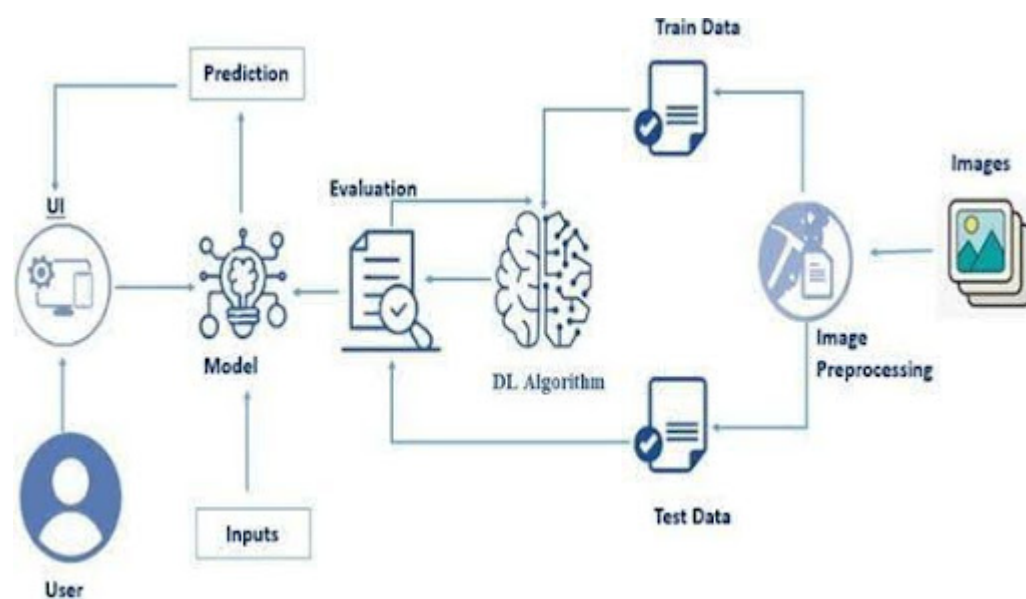 Train Data
Prediction
Images
Evaluation
UI
Image
Preprocessing
Model
DL Algorithm
Test Data
Inputs
User